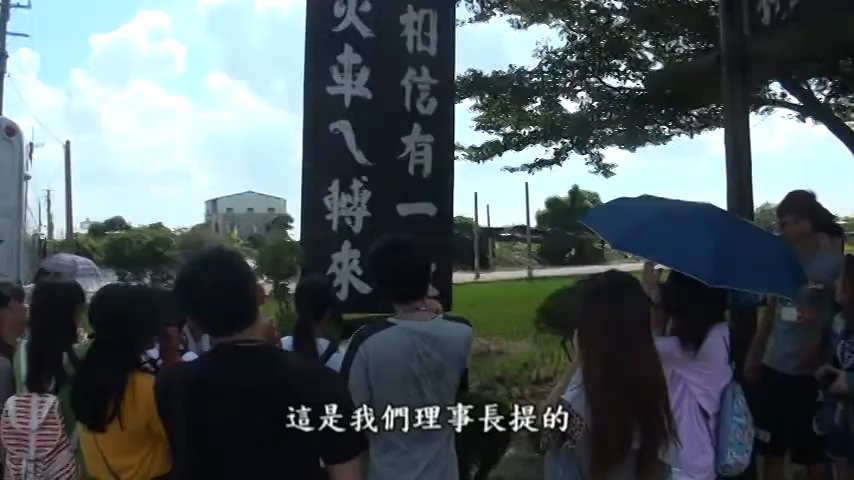 相信有一
火車ㄟ轉來
這是我們理事長提的